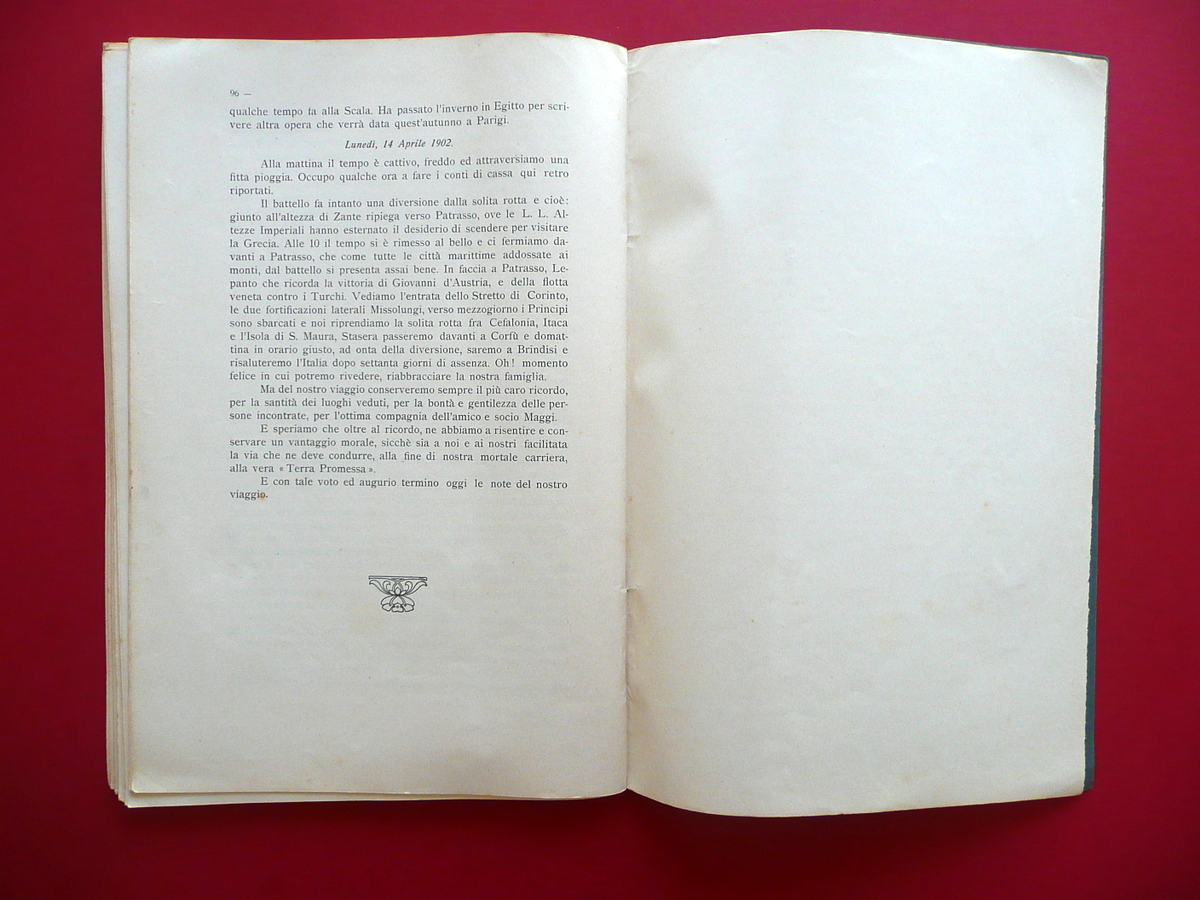 96 —
qualche tempo fa alla Scala. Ha passato l'inverno in Egitto per scri-
vere altra opera che verrà data quest'autunno a Parigi.
Lunedì, 14 Aprile 1902.
Alla mattina il tempo è cattivo, freddo ed attraversiamo una
fitta pioggia. Occupo qualche ora a fare i conti di cassa qui retro
riportati.
Il battello fa intanto una diversione dalla solita rotta e cioè:
giunto all'altezza di Zante ripiega verso Patrasso, ove le L. L. Al-
tezze Imperiali hanno esternato il desiderio di scendere per visitare
la Grecia. Alle 10 il tempo si è rimesso al bello e ci fermiamo da-
vanti a Patrasso, che come tutte le città marittime addossate ai
monti, dal battello si presenta assai bene. In faccia a Patrasso, Le-
panto che ricorda la vittoria di Giovanni d'Austria, e della flotta
veneta contro i Turchi. Vediamo l'entrata dello Stretto di Corinto,
le due fortificazioni laterali Missolungi, verso mezzogiorno i Principi
sono sbarcati e noi riprendiamo la solita rotta fra Cefalonia, Itaca
e l'Isola di S. Maura, Stasera passeremo davanti a Corfù e domat-
tina in orario giusto, ad onta della diversione, saremo a Brindisi e
risaluteremo l'Italia dopo settanta giorni di assenza. Oh! momento
felice in cui potremo rivedere, riabbracciare la nostra famiglia.
Ma del nostro viaggio conserveremo sempre il più caro ricordo,
per la santità dei luoghi veduti, per la bontà e gentilezza delle per-
sone incontrate, per l'ottima compagnia dell'amico e socio Maggi.
E speriamo che oltre al ricordo, ne abbiamo a risentire e con-
servare un vantaggio morale, sicchè sia a noi e ai nostri facilitata
la via che ne deve condurre, alla fine di nostra mortale carriera,
alla vera « Terra Promessa ».
E con tale voto ed augurio termino oggi le note del nostro
viaggio.